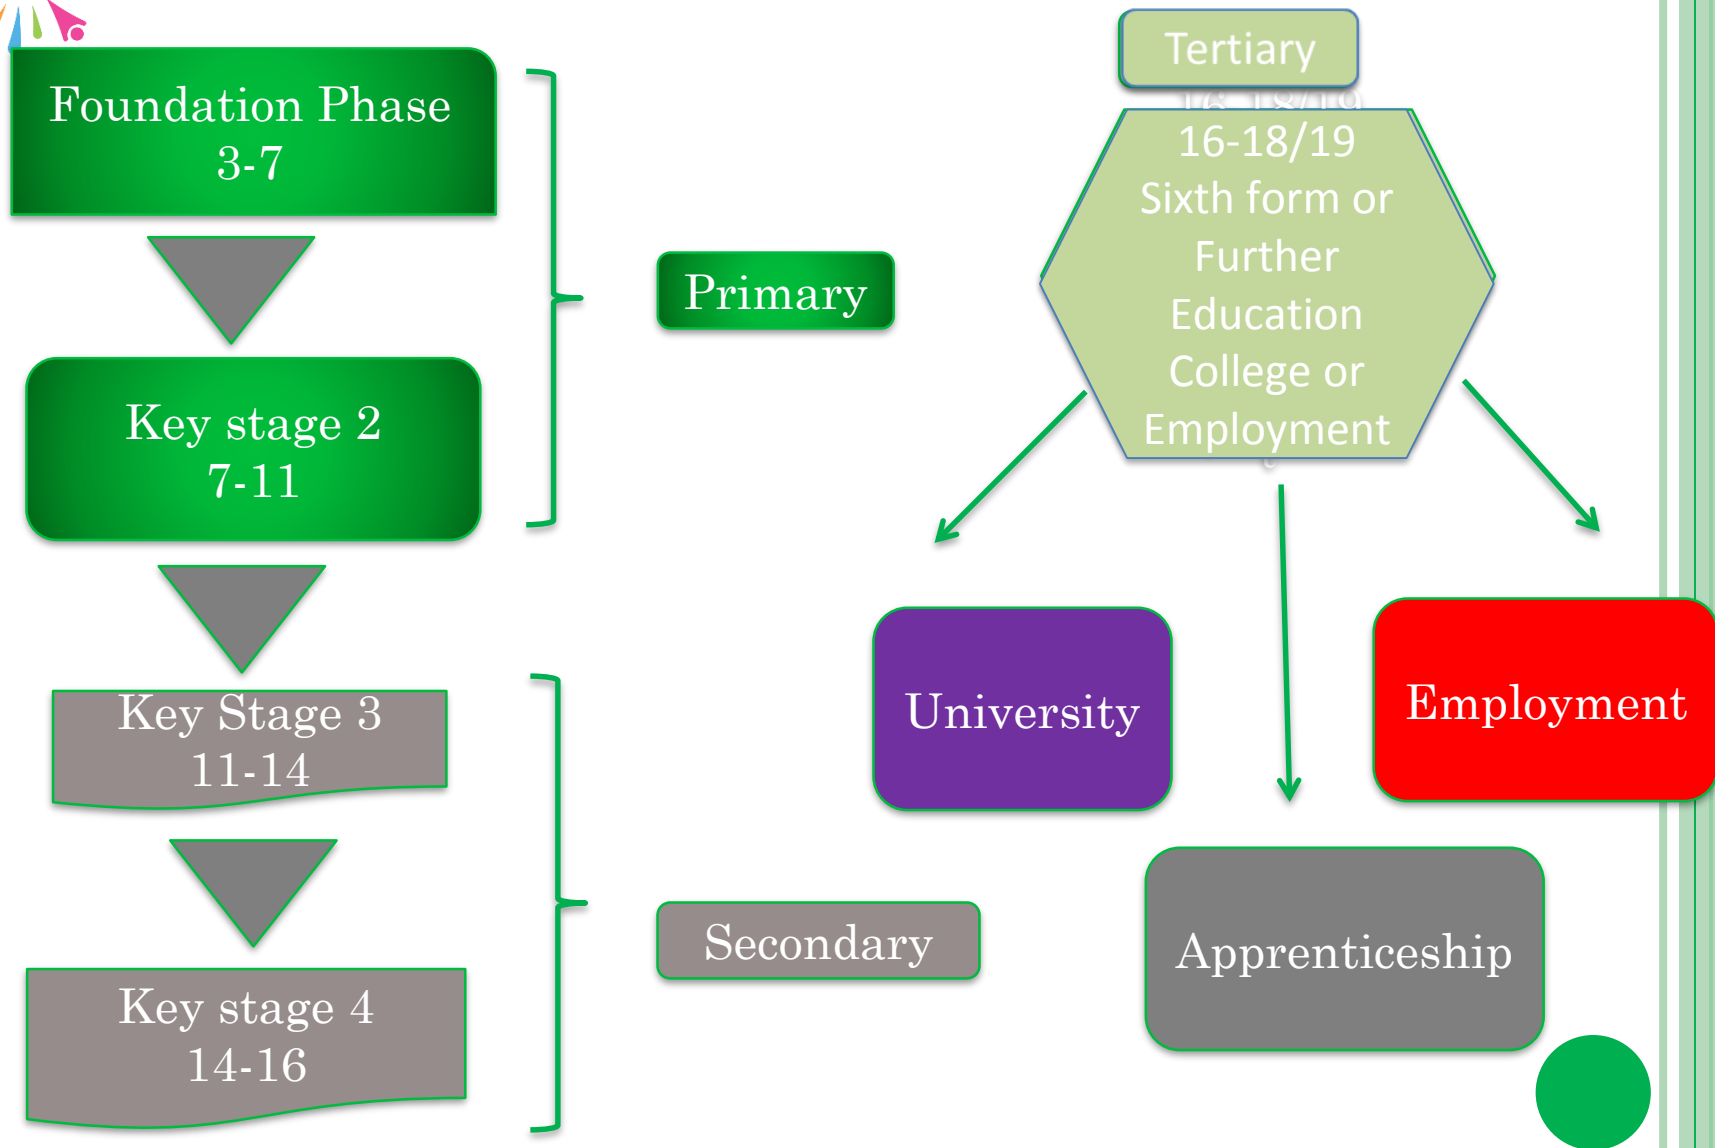 Foundation Phase
3-7
Key stage 2
7-11
Key Stage 3
11-14
Key stage 4
14-16
Primary
Secondary
Tertiary
16-18/19
Sixth form or
Further
Education
College or
Employment
University
Employment
Apprenticeship